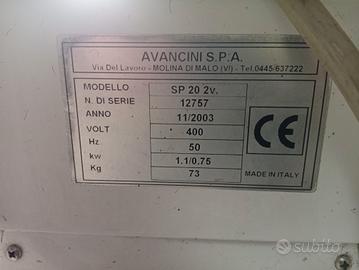 AVANCINI S.P.A.
Via Del Lavoro - MOLINA DI MALO (VI) - Tel.0445-637222
MODELLO SP 20 2v.
N. DI SERIE 12757
ANNO 11/2003
VOLT 400
Hz. 50
kw 1.1/0.75
Kg 73
CE
MADE IN ITALY
subito